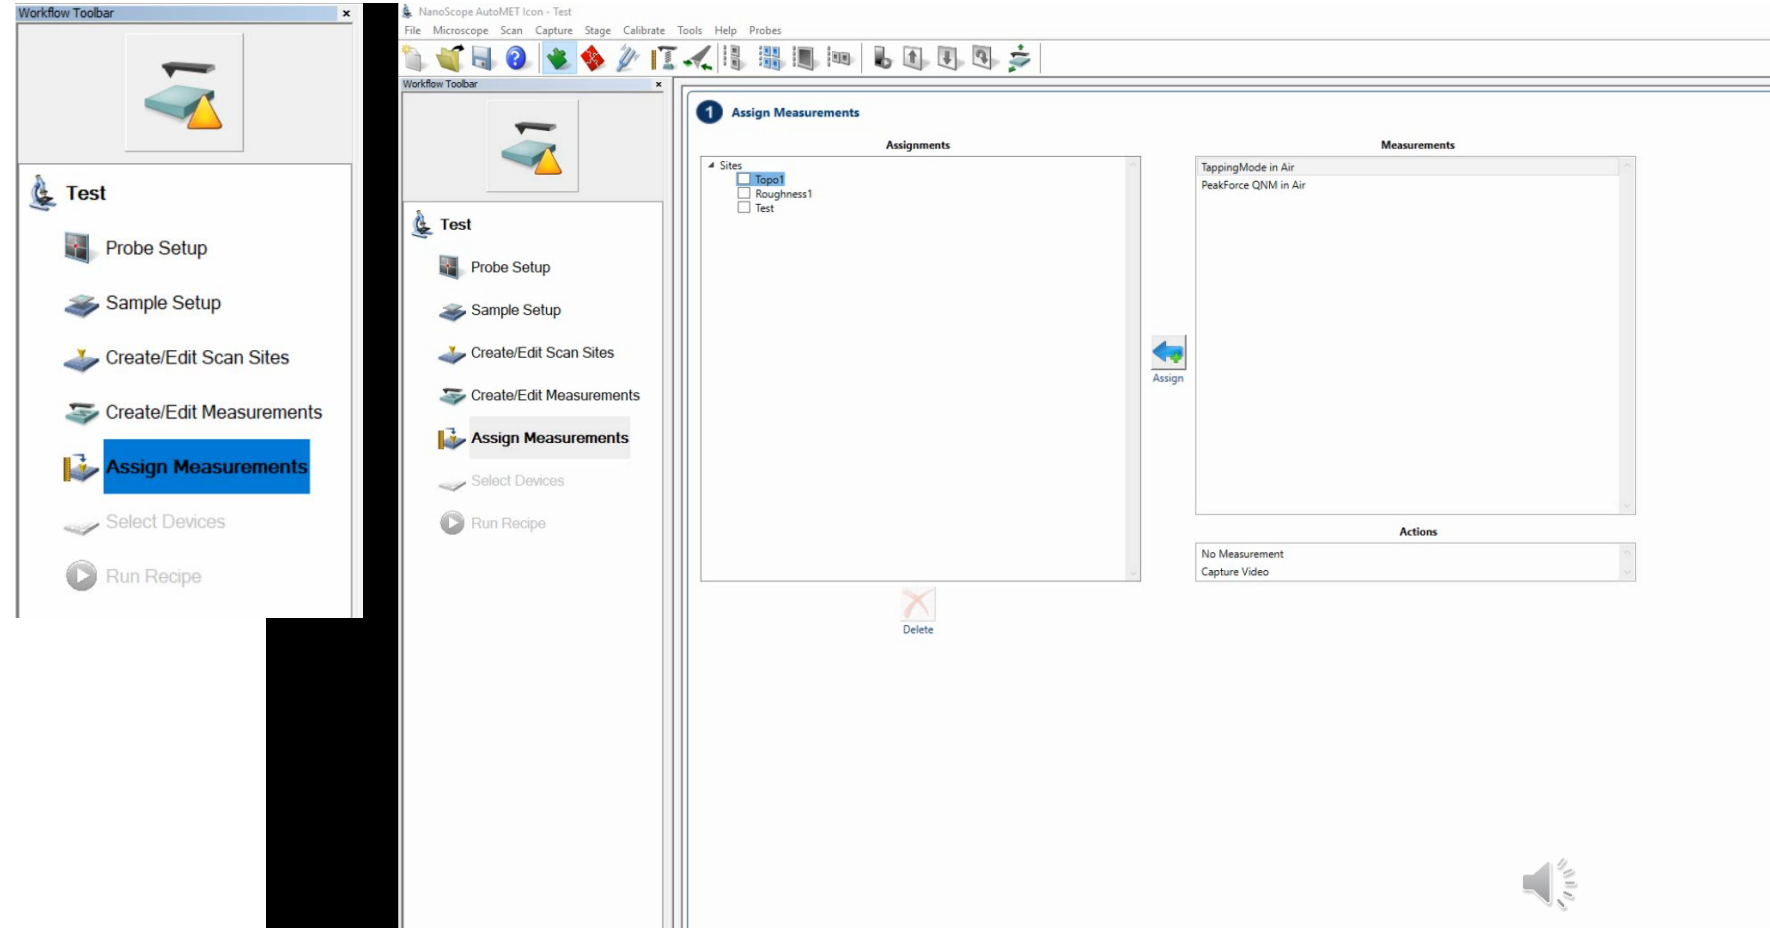 Workflow Toolbar
Test
Probe Setup
Sample Setup
Create/Edit Scan Sites
Create/Edit Measurements
Assign Measurements
Select Devices
Run Recipe
NanoScope AutoMET Icon - Test
File Microscope Scan Capture Stage Calibrate Tools Help Probes
Workflow Toolbar
Test
Probe Setup
Sample Setup
Create/Edit Scan Sites
Create/Edit Measurements
Assign Measurements
Select Devices
Run Recipe
1 Assign Measurements
Assignments
Sites
Topo1
Roughness1
Test
Delete
Assign
Measurements
TappingMode in Air
PeakForce QNM in Air
Actions
No Measurement
Capture Video